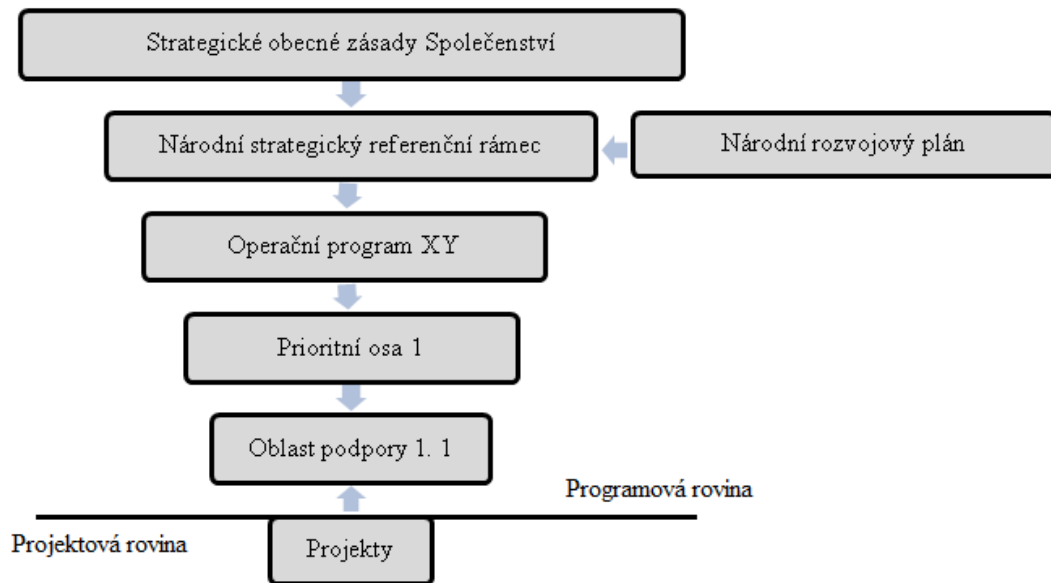 Strategické obecné zásady Společenství
Národní strategický referenční rámec
Národní rozvojový plán
Operační program XY
Prioritní osa 1
Oblast podpory 1. 1
Programová rovina
Projektová rovina
Projekty